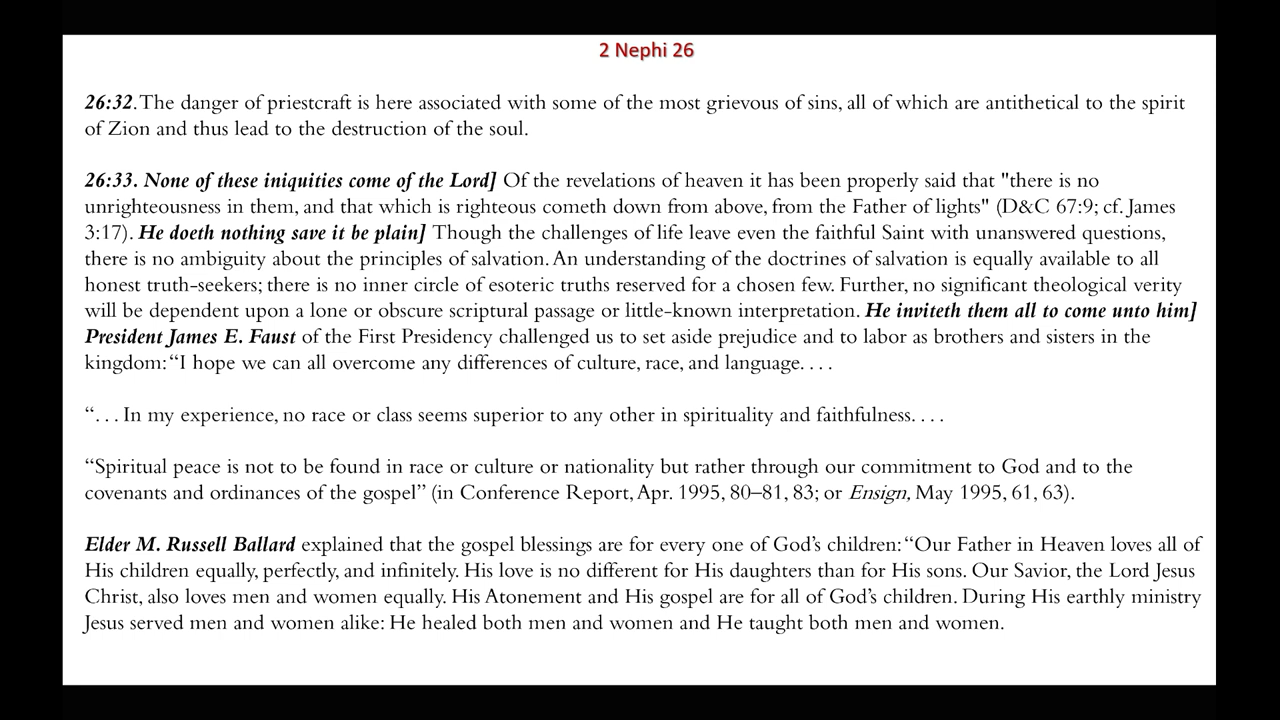 2 Nephi 26
26:32. The danger of priestcraft is here associated with some of the most grievous of sins, all of which are antithetical to the spirit
of Zion and thus lead to the destruction of the soul.
26:33. None of these iniquities come of the Lord] Of the revelations of heaven it has been properly said that "there is no
unrighteousness in them, and that which is righteous cometh down from above, from the Father of lights" (D&C 67:9; cf. James
3:17). He doeth nothing save it be plain] Though the challenges of life leave even the faithful Saint with unanswered questions,
there is no ambiguity about the principles of salvation. An understanding of the doctrines of salvation is equally available to all
honest truth-seekers; there is no inner circle of esoteric truths reserved for a chosen few. Further, no significant theological verity
will be dependent upon a lone or obscure scriptural passage or little-known interpretation. He inviteth them all to come unto him]
President James E. Faust of the First Presidency challenged us to set aside prejudice and to labor as brothers and sisters in the
kingdom: “I hope we can all overcome any differences of culture, race, and language. . . .
“. . . In my experience, no race or class seems superior to any other in spirituality and faithfulness. . . .
“Spiritual peace is not to be found in race or culture or nationality but rather through our commitment to God and to the
covenants and ordinances of the gospel” (in Conference Report, Apr. 1995, 80–81, 83; or Ensign, May 1995, 61, 63).
Elder M. Russell Ballard explained that the gospel blessings are for every one of God’s children: “Our Father in Heaven loves all of
His children equally, perfectly, and infinitely. His love is no different for His daughters than for His sons. Our Savior, the Lord Jesus
Christ, also loves men and women equally. His Atonement and His gospel are for all of God’s children. During His earthly ministry
Jesus served men and women alike: He healed both men and women and He taught both men and women.